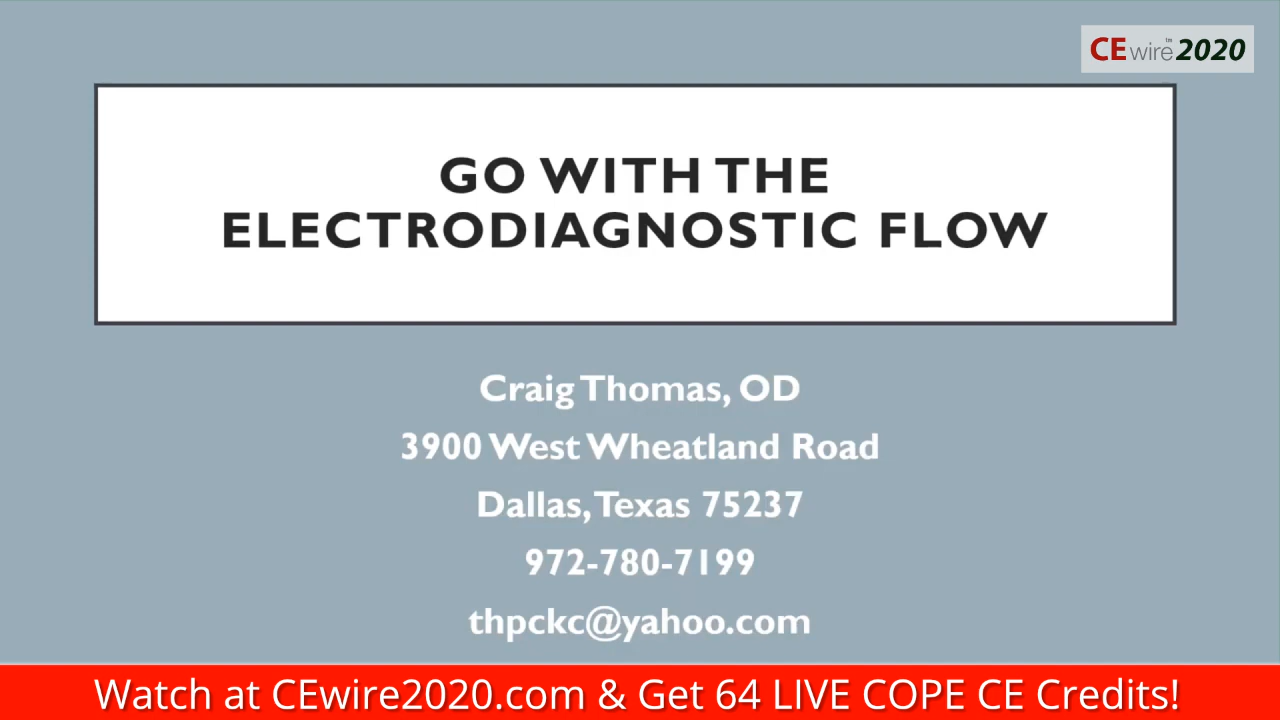 CEwire™2020
GO WITH THE
ELECTRODIAGNOSTIC FLOW
Craig Thomas, OD
3900 West Wheatland Road
Dallas, Texas 75237
972-780-7199
thpckc@yahoo.com
Watch at CEwire2020.com & Get 64 LIVE COPE CE Credits!